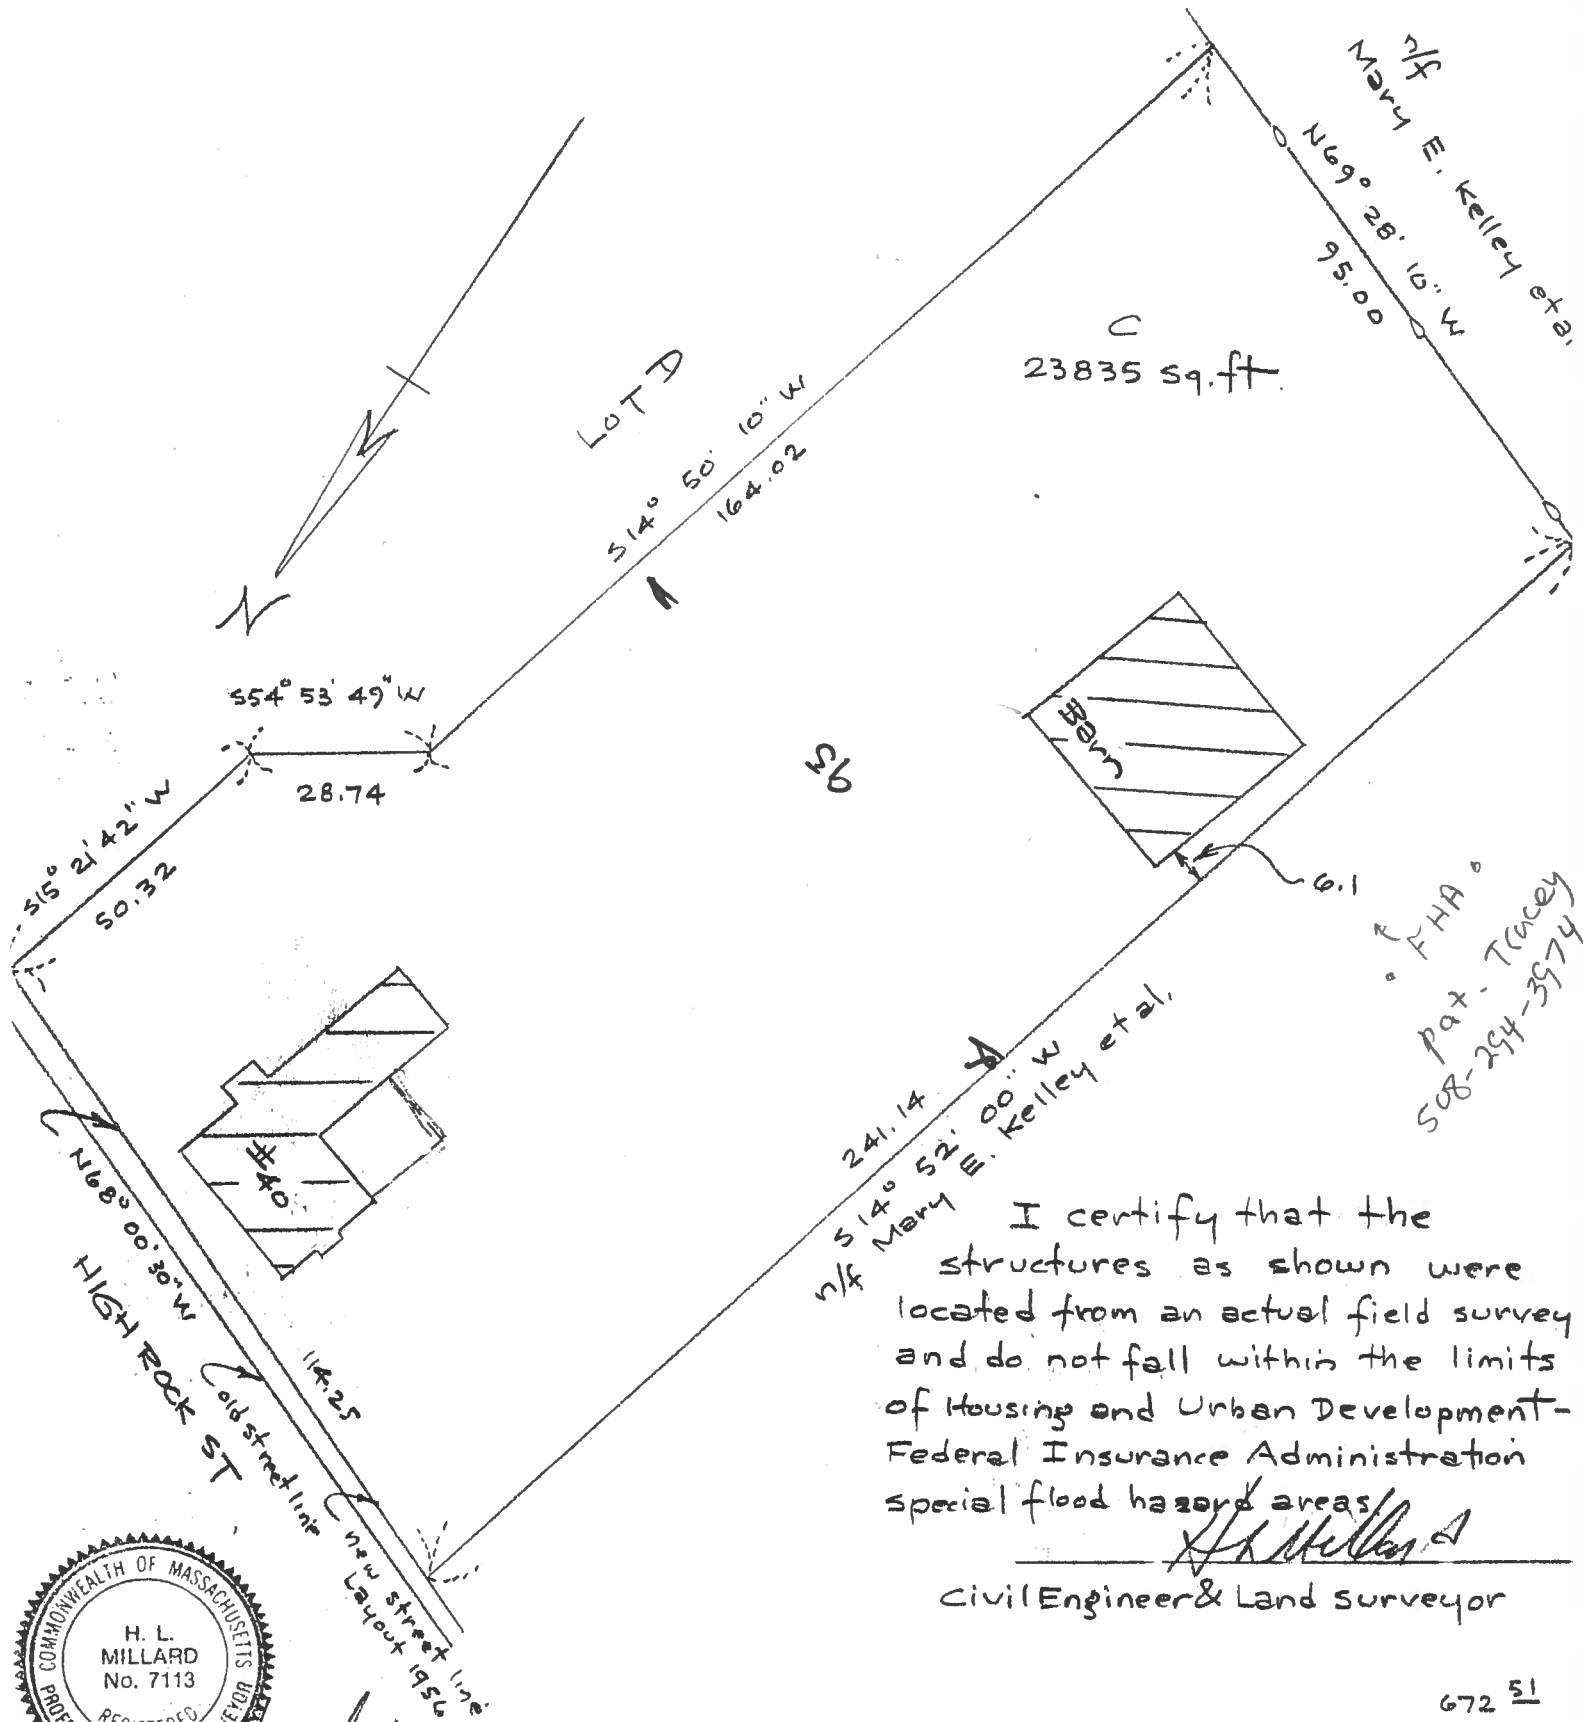 n/f
Mary E. Kelley et a.
N69° 28' 10" W
95.00
C
23835 sq.ft.
LOT D
S14° 50' 10" W
164.02
N
S54° 53' 49" W
28.74
S15° 21' 42" W
50.32
Barn
6.1
95
FHA
Pat. Tracey
508-294-3974
#40
241.14
S14° 52' 00" W
n/f Mary E. Kelley et al.
N68° 00' 30" W
HIGH ROCK ST
114.25
old street line
new street line
Layout 1956
I certify that the
structures as shown were
located from an actual field survey
and do not fall within the limits
of Housing and Urban Development-
Federal Insurance Administration
special flood hazard areas
H L Millard
Civil Engineer & Land Surveyor
COMMONWEALTH OF MASSACHUSETTS
H. L.
MILLARD
No. 7113
REGISTERED
672 51